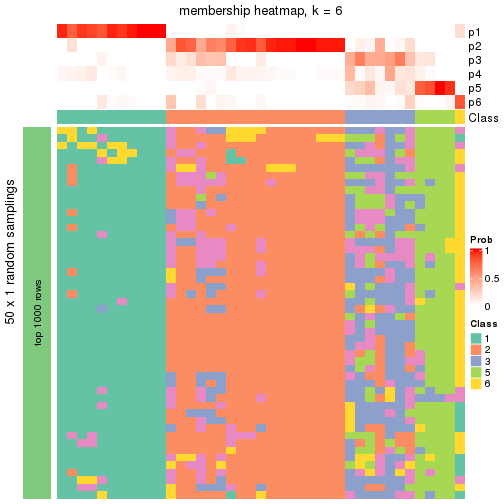 membership heatmap, k = 6
p1
p2
p3
p4
p5
p6
Class
50 x 1 random samplings
top 1000 rows
Prob
1
0.5
0
Class
1
2
3
5
6